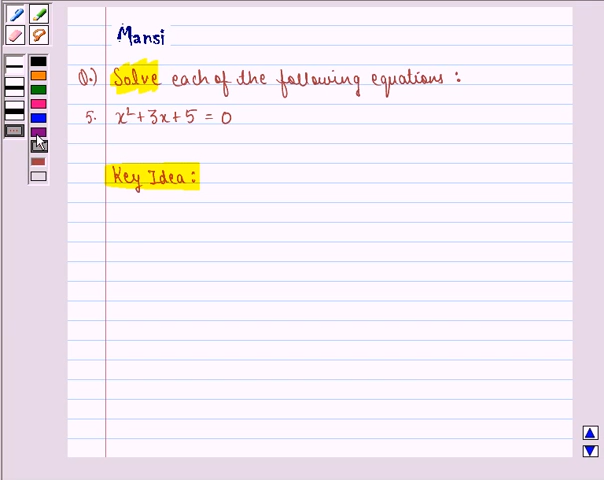 Mansi
Q.) Solve each of the following equations :
5. x²+3x+5 = 0
Key Idea: